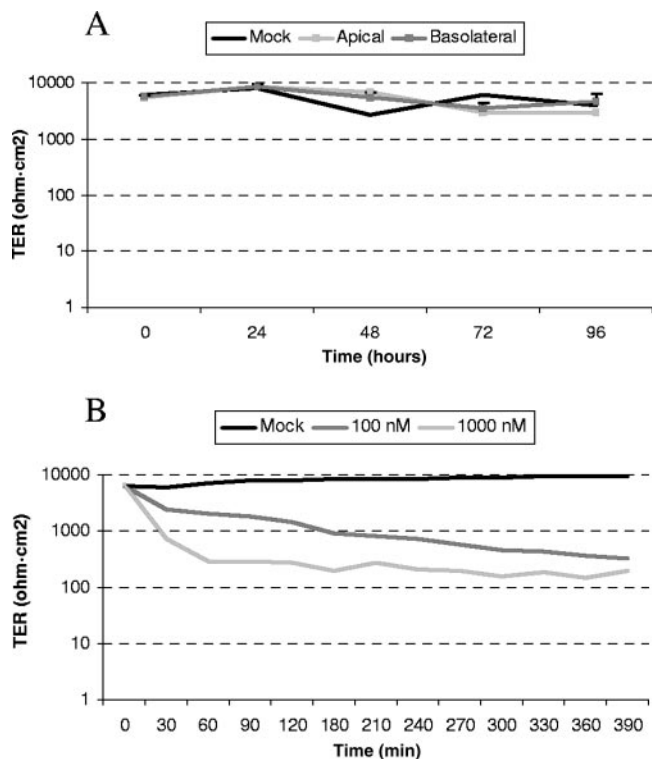 A
Mock Apical Basolateral
10000
1000
100
10
1
TER (ohm·cm2)
0 24 48 72 96
Time (hours)
B
Mock 100 nM 1000 nM
10000
1000
100
10
1
TER (ohm·cm2)
0 30 60 90 120 180 210 240 270 300 330 360 390
Time (min)